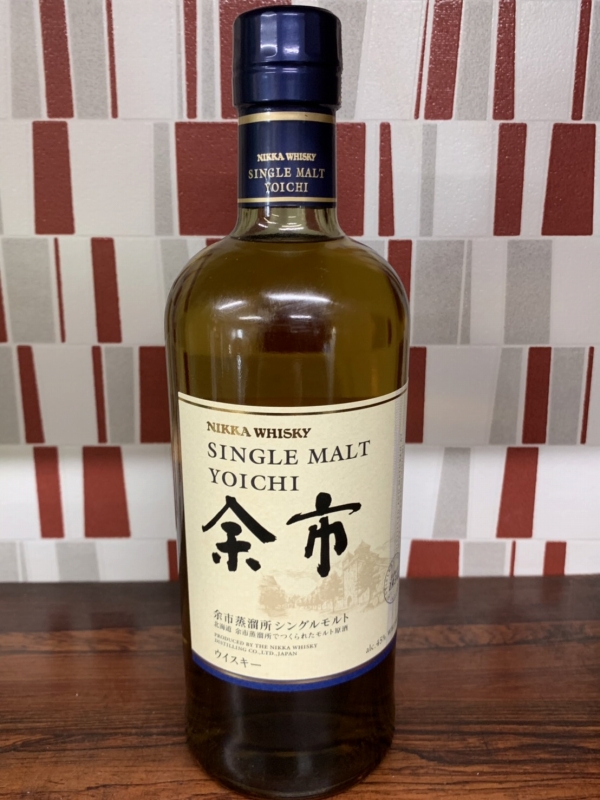 NIKKA WHISKY
SINGLE MALT
YOICHI
NIKKA WHISKY
SINGLE MALT
YOICHI
余市
余市蒸溜所シングルモルト
北海道 余市蒸溜所でつくられたモルト原酒
PRODUCED BY THE NIKKA WHISKY
DISTILLING CO.,LTD.,JAPAN
ウイスキー
alc. 45%